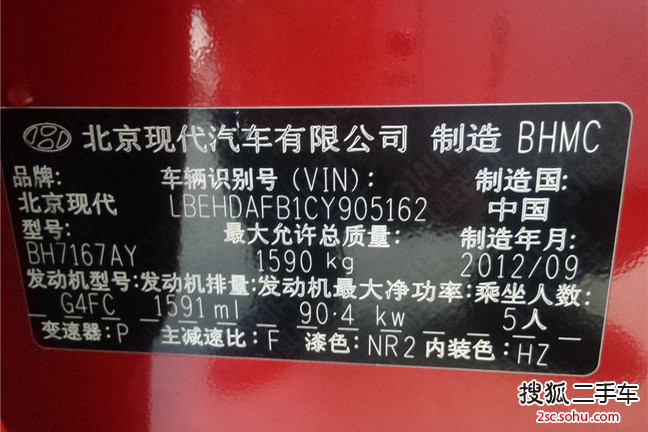 北京现代汽车有限公司 制造 BHMC
品牌: 车辆识别号(VIN): 制造国:
北京现代 LBEHDAFB1CY905162 中国
型号: 最大允许总质量: 制造年月:
BH7167AY 1590 kg 2012/09
发动机型号: 发动机排量: 发动机最大净功率: 乘坐人数:
G4FC 1591 ml 90.4 kw 5人
变速器: P 主减速比: F 漆色: NR2 内装色: HZ
搜狐二手车
2sc.sohu.com